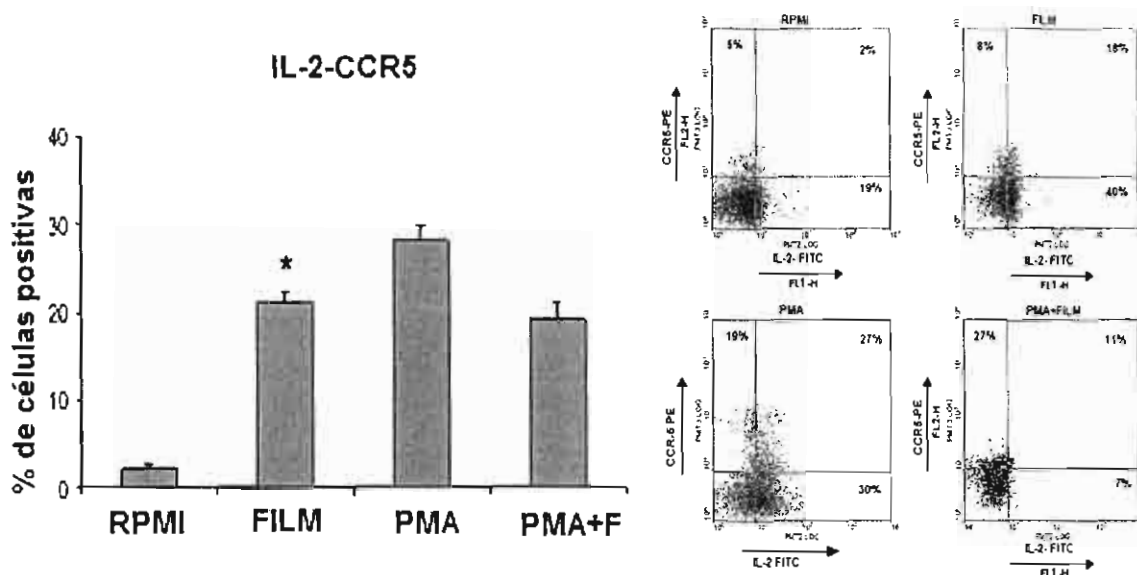 IL-2-CCR5
% de células positivas
40
30
20
10
0
RPMI
FILM
PMA
PMA+F
RPMI
5%
2%
19%
CCR5-PE
FL2-H
IL-2- FITC
FL1-H
FILM
8%
18%
40%
CCR5-PE
FL2-H
IL-2- FITC
FL1-H
PMA
19%
27%
30%
CCR-5-PE
IL-2 FITC
PMA+FILM
27%
11%
7%
CCR5-PE
FL2-H
IL-2- FITC
FL1-H